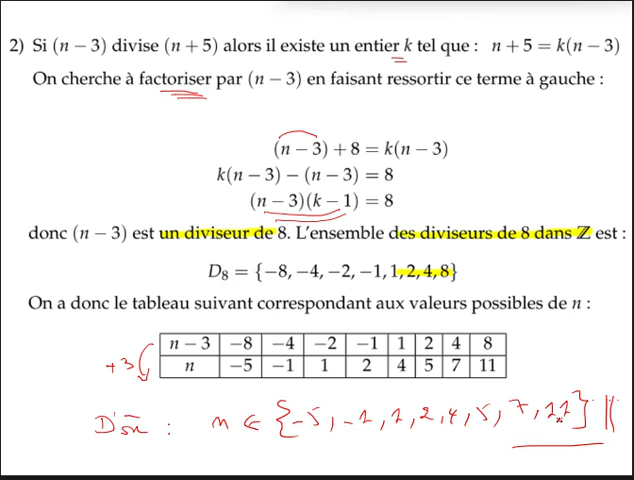 2) Si (n − 3) divise (n + 5) alors il existe un entier k tel que : n + 5 = k(n − 3)
On cherche à factoriser par (n − 3) en faisant ressortir ce terme à gauche :
(n − 3) + 8 = k(n − 3)
k(n − 3) − (n − 3) = 8
(n − 3)(k − 1) = 8
donc (n − 3) est un diviseur de 8. L'ensemble des diviseurs de 8 dans ℤ est :
D₈ = {−8, −4, −2, −1, 1, 2, 4, 8}
On a donc le tableau suivant correspondant aux valeurs possibles de n :
n − 3 −8 −4 −2 −1 1 2 4 8
+3 n −5 −1 1 2 4 5 7 11
D'où : n ∈ {-5, -1, 1, 2, 4, 5, 7, 11}